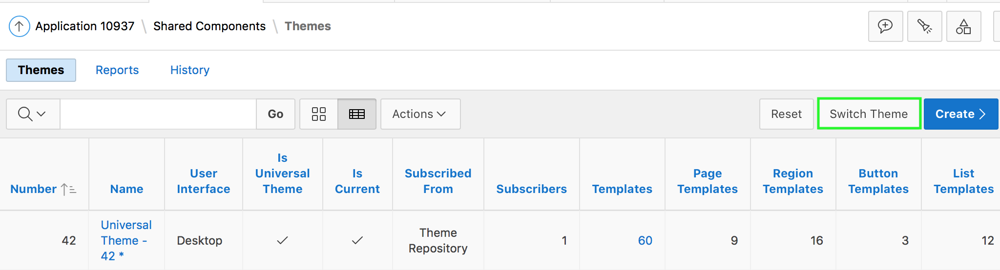 Application 10937 \ Shared Components \ Themes
Themes Reports History
Go Actions Reset Switch Theme Create
Number Name User Interface Is Universal Theme Is Current Subscribed From Subscribers Templates Page Templates Region Templates Button Templates List Templates
42 Universal Theme - 42 * Desktop Theme Repository 1 60 9 16 3 12